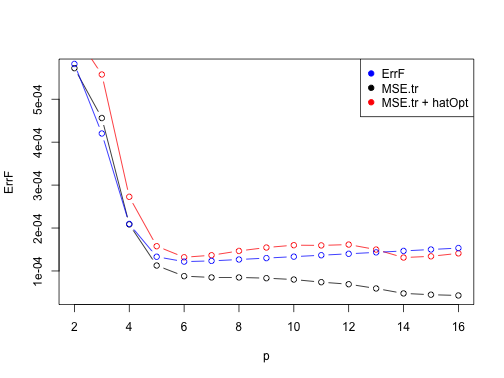 ErrF
MSE.tr
MSE.tr + hatOpt
5e-04
4e-04
3e-04
2e-04
1e-04
ErrF
2 4 6 8 10 12 14 16
p